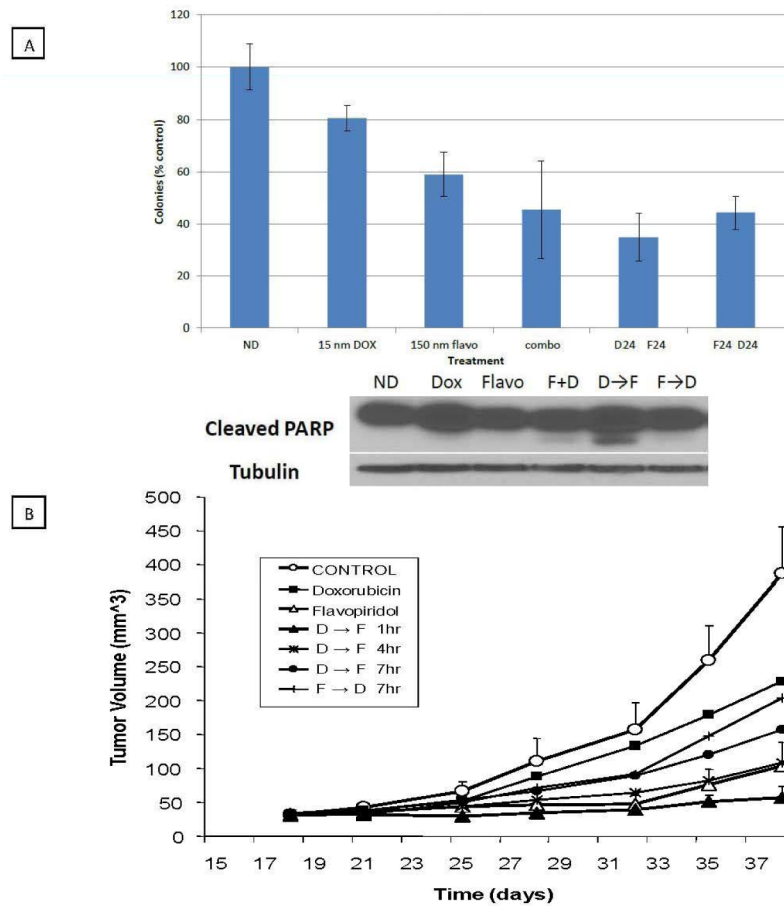 A
120
100
80
60
40
20
0
Colonies (% control)
ND 15 nm DOX 150 nm flavo combo D24 F24 F24 D24
Treatment
ND Dox Flavo F+D D→F F→D
Cleaved PARP
Tubulin
B
500
450
400
350
300
250
200
150
100
50
0
Tumor Volume (mm^3)
CONTROL
Doxorubicin
Flavopiridol
D → F 1hr
D → F 4hr
D → F 7hr
F → D 7hr
15 17 19 21 23 25 27 29 31 33 35 37
Time (days)